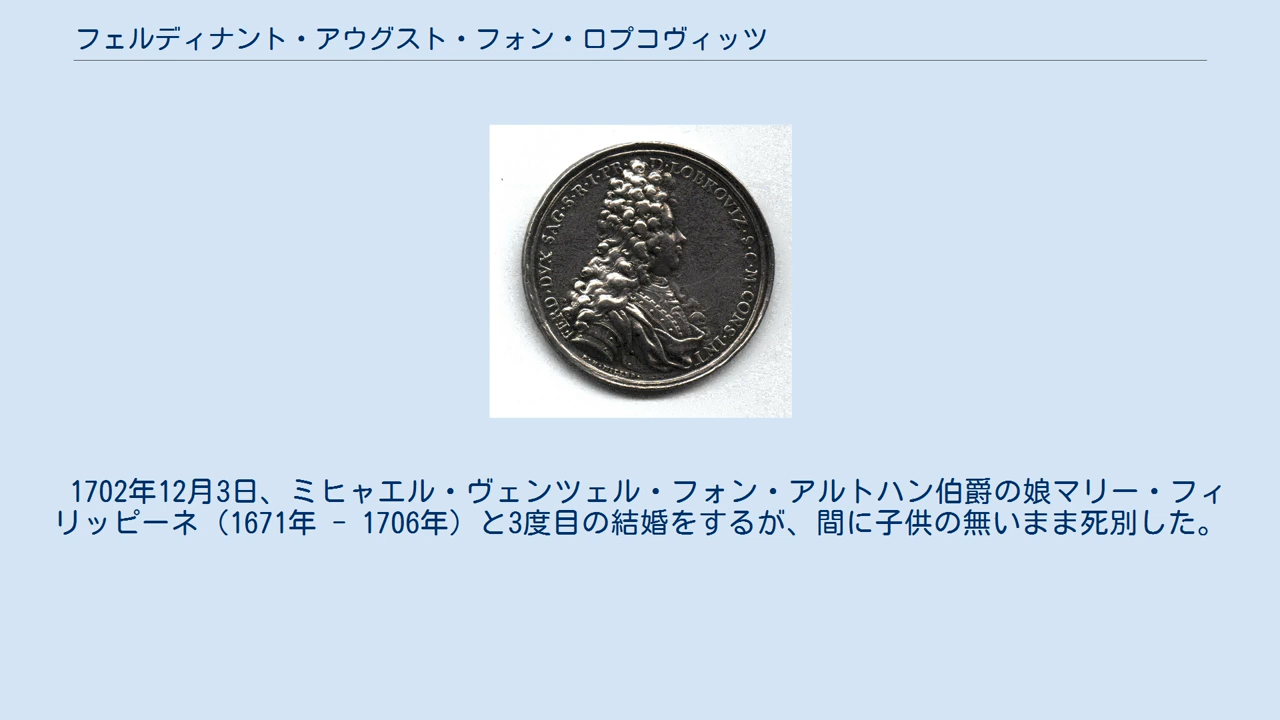 フェルディナント・アウグスト・フォン・ロプコヴィッツ
FERD·DVX SAG·S·R·I·PR·D·LOBKOVIZ·S·C·M·CONS·INT
1702年12月3日、ミヒャエル・ヴェンツェル・フォン・アルトハン伯爵の娘マリー・フィ
リッピーネ（1671年 - 1706年）と3度目の結婚をするが、間に子供の無いまま死別した。